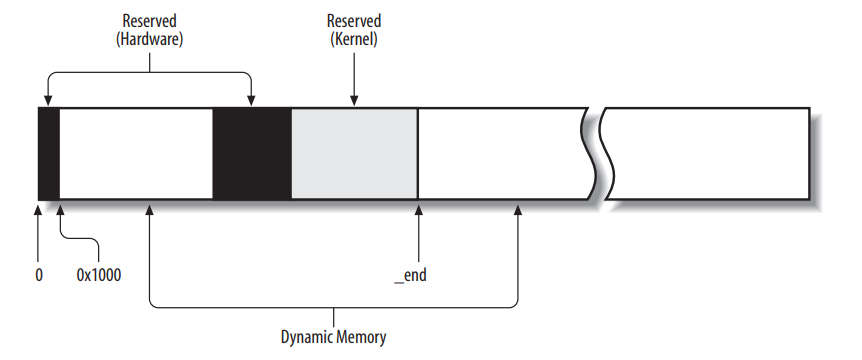 Reserved
(Hardware)
Reserved
(Kernel)
0
0x1000
_end
Dynamic Memory